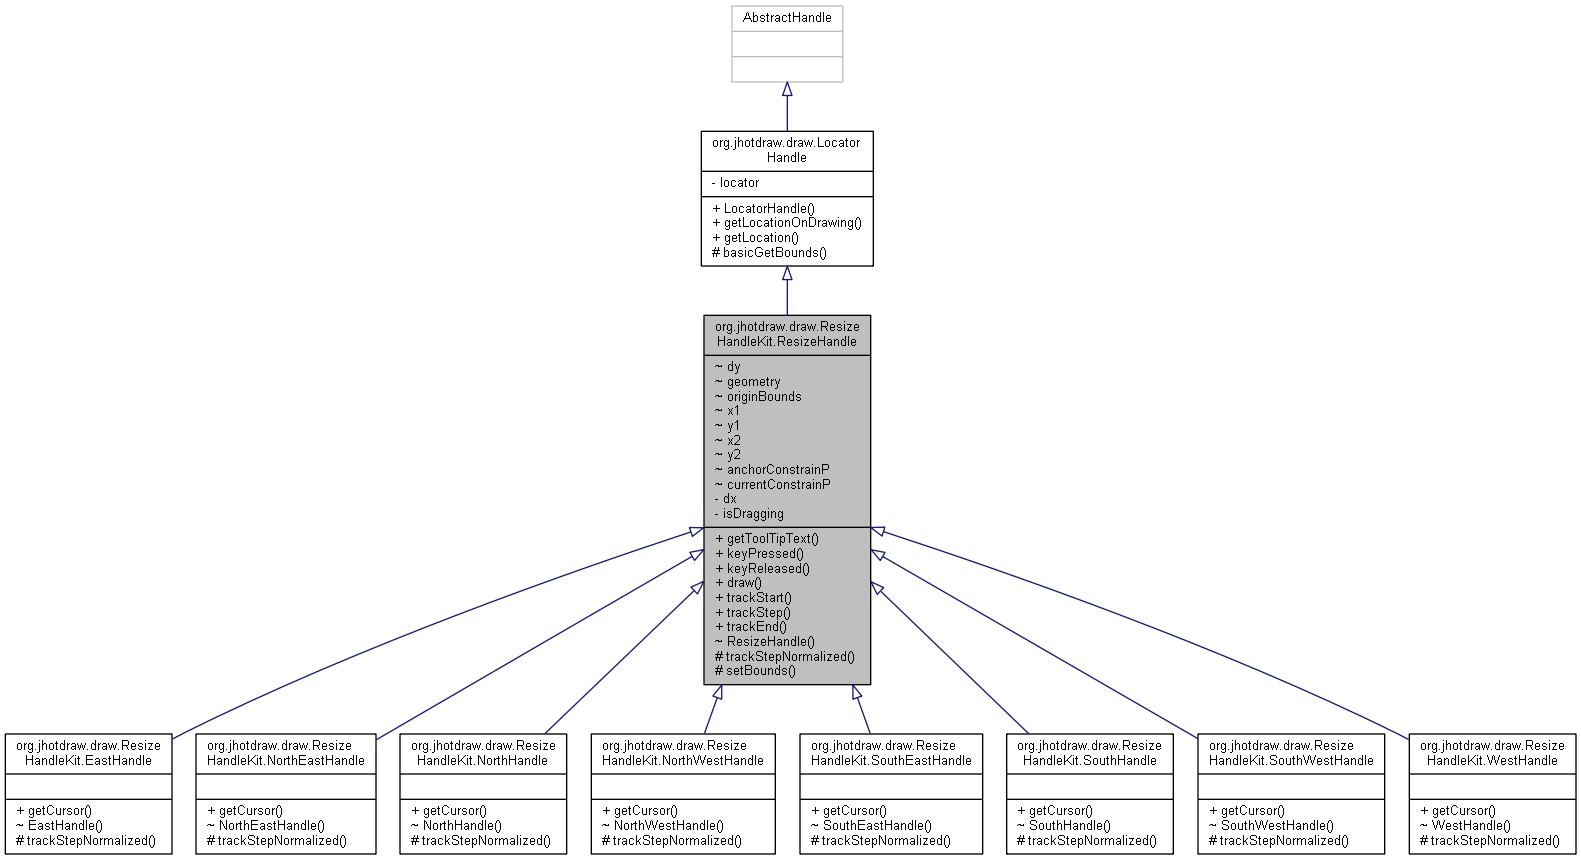 AbstractHandle
org.jhotdraw.draw.Locator
Handle
- locator
+ LocatorHandle()
+ getLocationOnDrawing()
+ getLocation()
# basicGetBounds()
org.jhotdraw.draw.Resize
HandleKit.ResizeHandle
~ dy
~ geometry
~ originBounds
~ x1
~ y1
~ x2
~ y2
~ anchorConstrainP
~ currentConstrainP
- dx
- isDragging
+ getToolTipText()
+ keyPressed()
+ keyReleased()
+ draw()
+ trackStart()
+ trackStep()
+ trackEnd()
~ ResizeHandle()
# trackStepNormalized()
# setBounds()
org.jhotdraw.draw.Resize
HandleKit.EastHandle
+ getCursor()
~ EastHandle()
# trackStepNormalized()
org.jhotdraw.draw.Resize
HandleKit.NorthEastHandle
+ getCursor()
~ NorthEastHandle()
# trackStepNormalized()
org.jhotdraw.draw.Resize
HandleKit.NorthHandle
+ getCursor()
~ NorthHandle()
# trackStepNormalized()
org.jhotdraw.draw.Resize
HandleKit.NorthWestHandle
+ getCursor()
~ NorthWestHandle()
# trackStepNormalized()
org.jhotdraw.draw.Resize
HandleKit.SouthEastHandle
+ getCursor()
~ SouthEastHandle()
# trackStepNormalized()
org.jhotdraw.draw.Resize
HandleKit.SouthHandle
+ getCursor()
~ SouthHandle()
# trackStepNormalized()
org.jhotdraw.draw.Resize
HandleKit.SouthWestHandle
+ getCursor()
~ SouthWestHandle()
# trackStepNormalized()
org.jhotdraw.draw.Resize
HandleKit.WestHandle
+ getCursor()
~ WestHandle()
# trackStepNormalized()